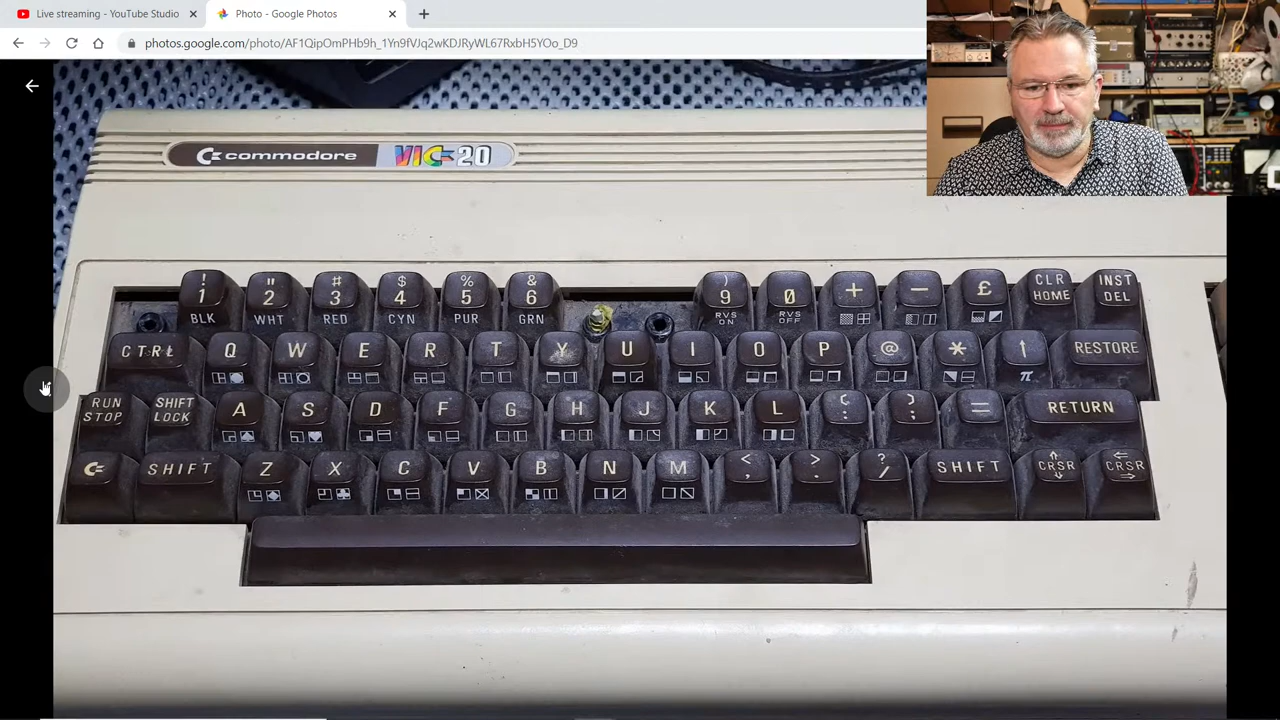 Live streaming - YouTube Studio
Photo - Google Photos
photos.google.com/photo/AF1QipOmPHb9h_1Yn9fVJq2wKDJRyWL67RxbH5YOo_D9
commodore VIC-20
! " # $ % & )
1 2 3 4 5 6 9 0 + − £ CLR HOME INST DEL
BLK WHT RED CYN PUR GRN RVS ON RVS OFF
CTRL Q W E R T Y U I O P @ * ↑ RESTORE
π
RUN STOP SHIFT LOCK A S D F G H J K L [ : ] ; = RETURN
SHIFT Z X C V B N M < , > . ? / SHIFT ↑ CRSR ↓ ⇐ CRSR ⇒